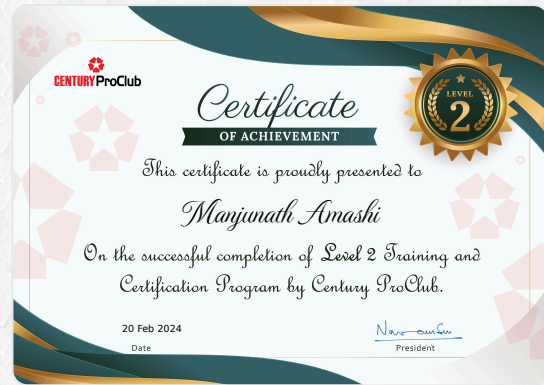 CENTURY ProClub
LEVEL
2
Certificate
OF ACHIEVEMENT
This certificate is proudly presented to
Manjunath Amashi
On the successful completion of Level 2 Training and
Certification Program by Century ProClub.
20 Feb 2024
Date
President